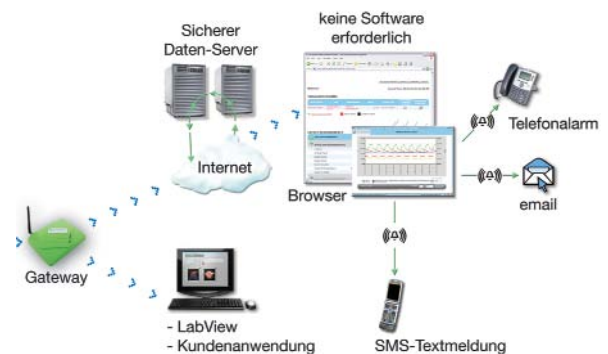 Sicherer
Daten-Server
keine Software
erforderlich
Internet
Browser
Telefonalarm
email
Gateway
- LabView
- Kundenanwendung
SMS-Textmeldung